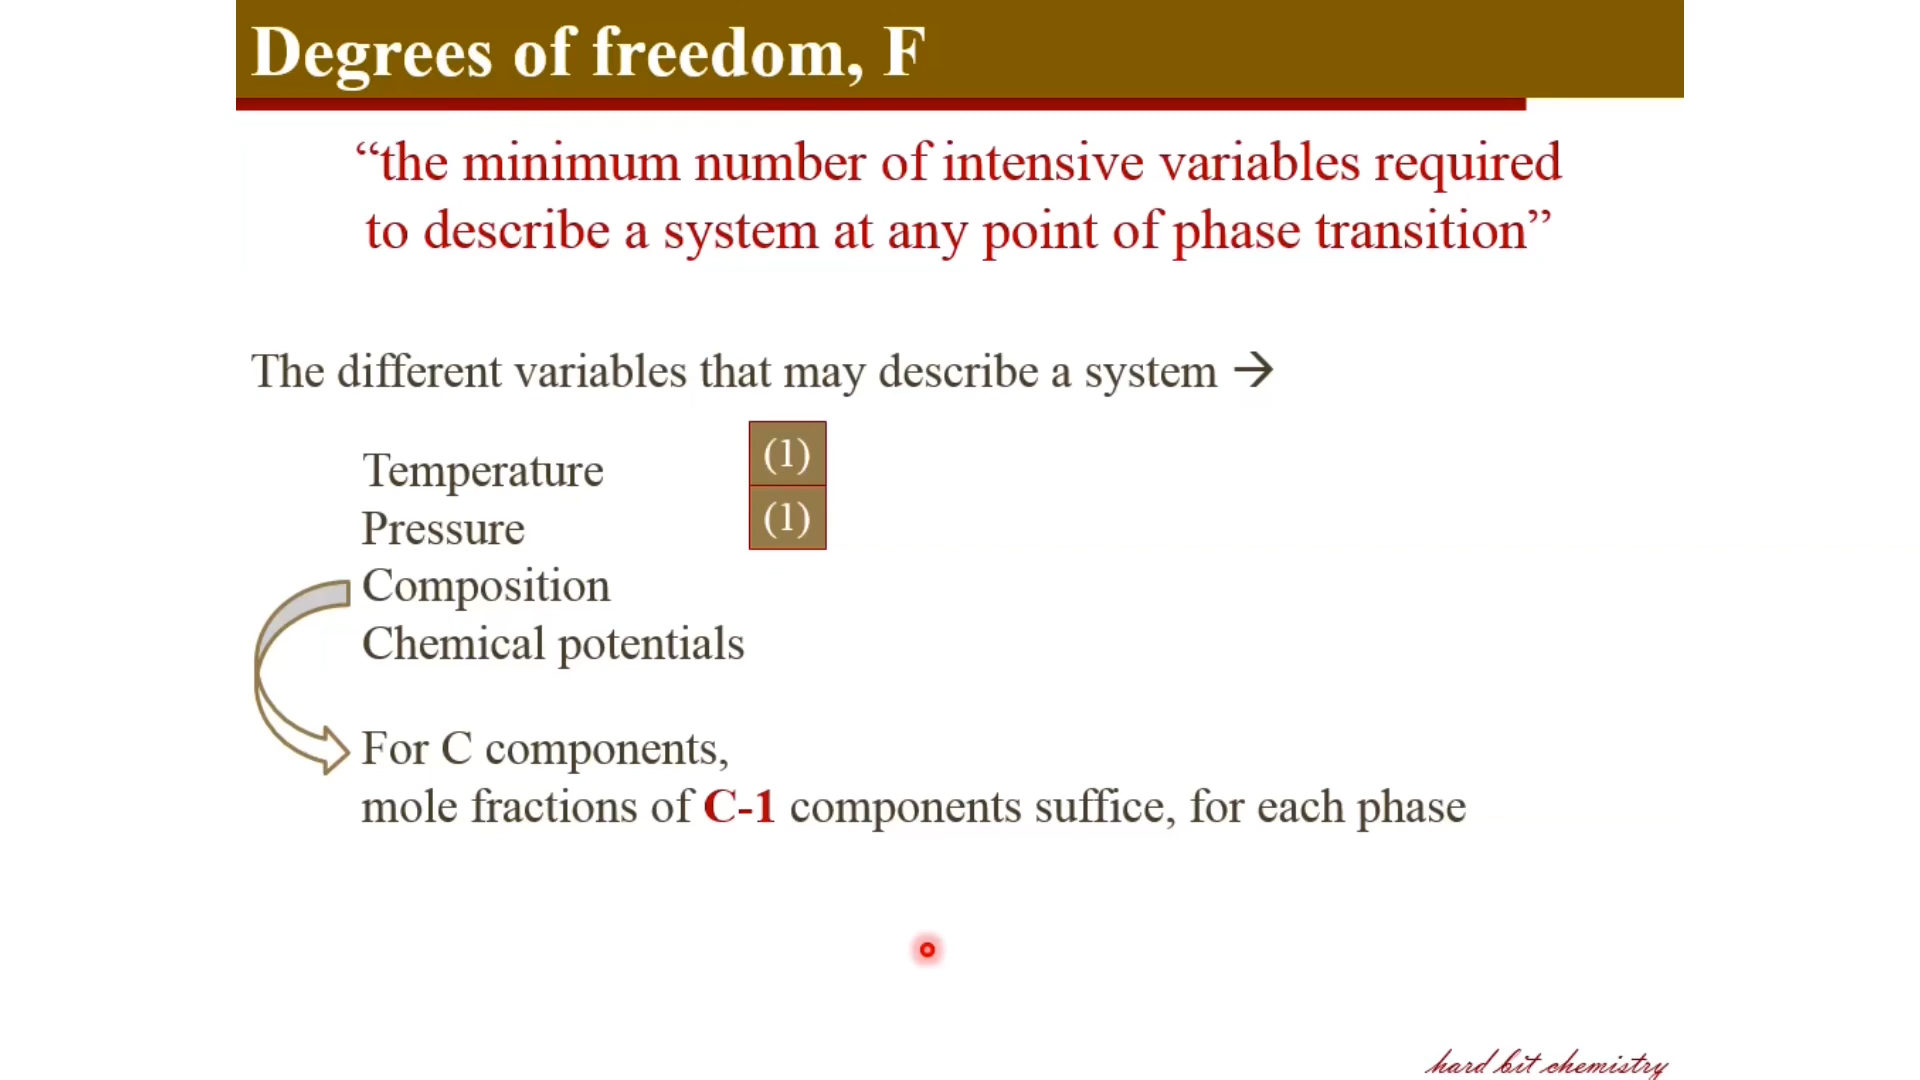 Degrees of freedom, F
“the minimum number of intensive variables required
to describe a system at any point of phase transition”
The different variables that may describe a system →
Temperature (1)
Pressure (1)
Composition
Chemical potentials
For C components,
mole fractions of C-1 components suffice, for each phase
hard bit chemistry